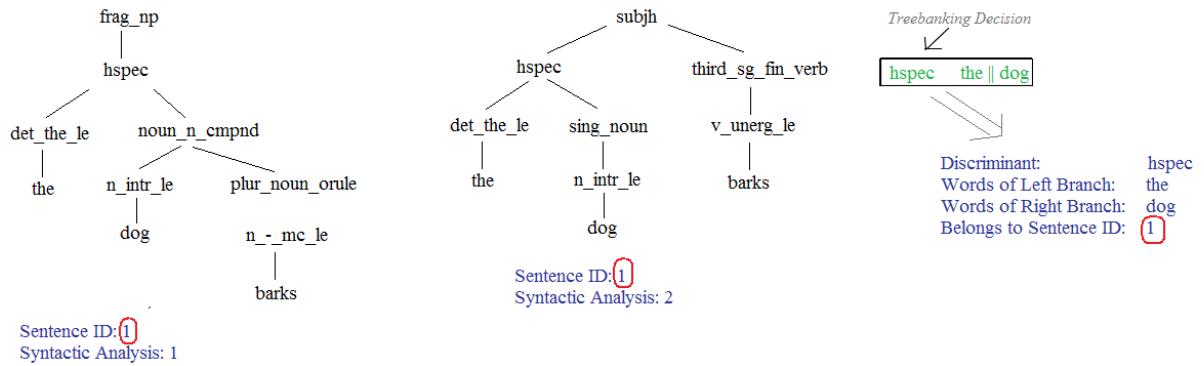 frag_np
hspec
det_the_le noun_n_cmpnd
the n_intr_le plur_noun_orule
dog n_-_mc_le
barks
Sentence ID: 1
Syntactic Analysis: 1
subjh
hspec third_sg_fin_verb
det_the_le sing_noun v_unerg_le
the n_intr_le barks
dog
Sentence ID: 1
Syntactic Analysis: 2
Treebanking Decision
hspec the || dog
Discriminant: hspec
Words of Left Branch: the
Words of Right Branch: dog
Belongs to Sentence ID: 1